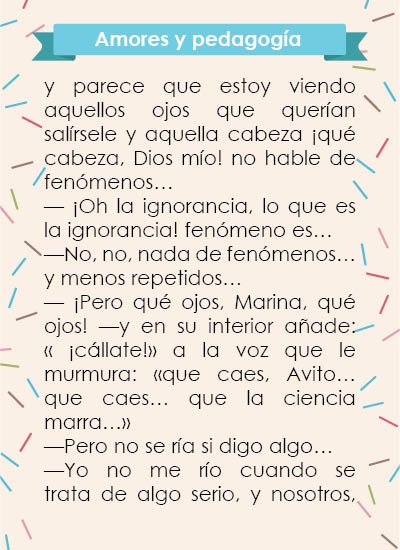 Amores y pedagogía
y parece que estoy viendo
aquellos ojos que querían
salírsele y aquella cabeza ¡qué
cabeza, Dios mío! no hable de
fenómenos…
— ¡Oh la ignorancia, lo que es
la ignorancia! fenómeno es…
—No, no, nada de fenómenos…
y menos repetidos…
— ¡Pero qué ojos, Marina, qué
ojos! —y en su interior añade:
« ¡cállate!» a la voz que le
murmura: «que caes, Avito…
que caes… que la ciencia
marra…»
—Pero no se ría si digo algo…
—Yo no me río cuando se
trata de algo serio, y nosotros,